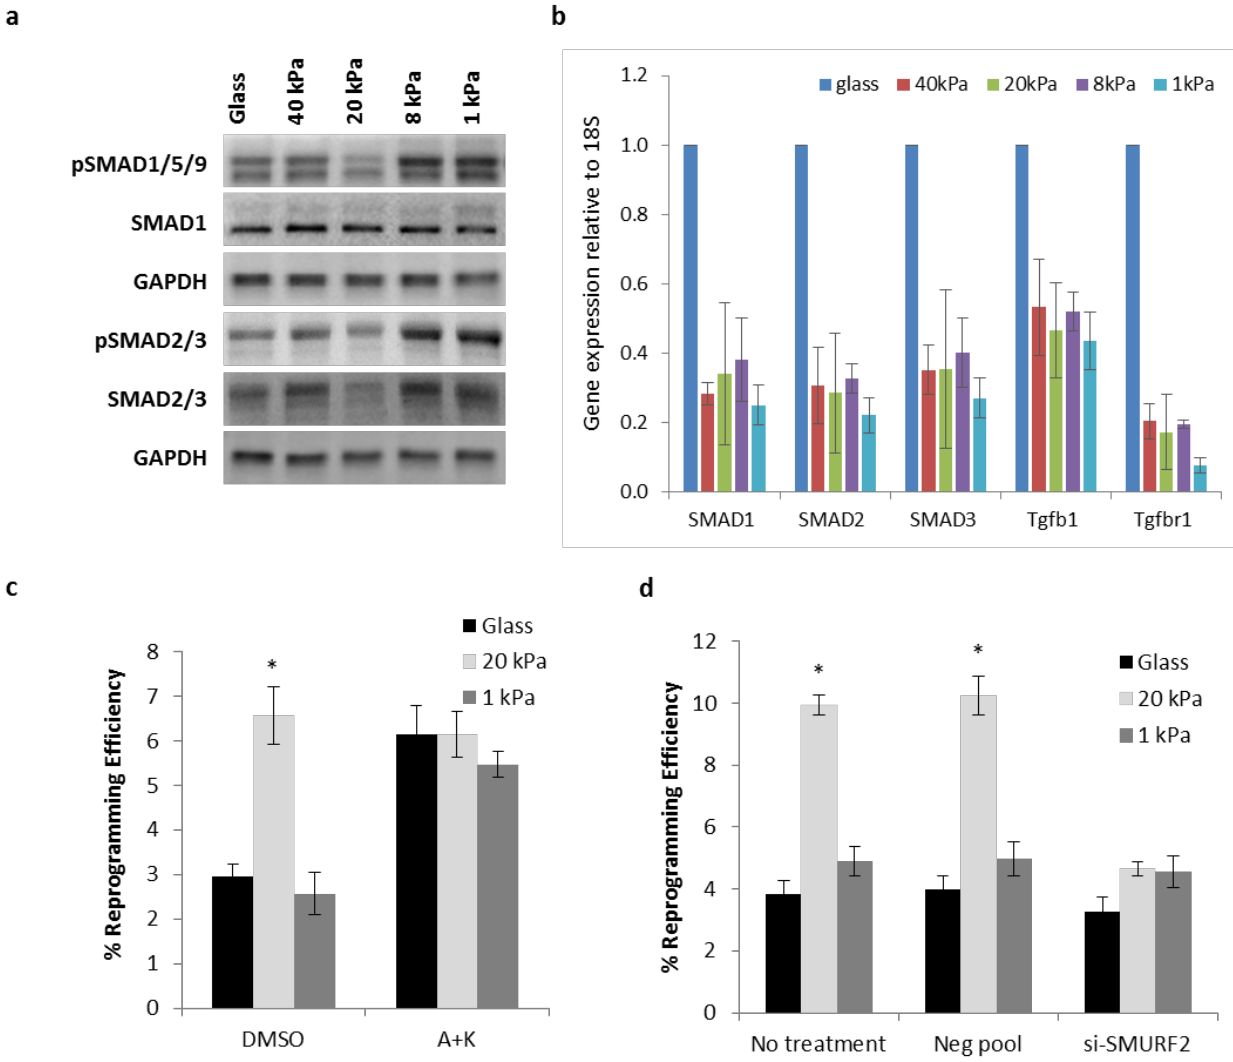 a
Glass
40 kPa
20 kPa
8 kPa
1 kPa
pSMAD1/5/9
SMAD1
GAPDH
pSMAD2/3
SMAD2/3
GAPDH
b
glass 40kPa 20kPa 8kPa 1kPa
Gene expression relative to 18S
1.2
1.0
0.8
0.6
0.4
0.2
0.0
SMAD1 SMAD2 SMAD3 Tgfb1 Tgfbr1
c
Glass
20 kPa
1 kPa
% Reprogramming Efficiency
8
7
6
5
4
3
2
1
0
*
DMSO A+K
d
Glass
20 kPa
1 kPa
% Reprogramming Efficiency
12
10
8
6
4
2
0
* *
No treatment Neg pool si-SMURF2